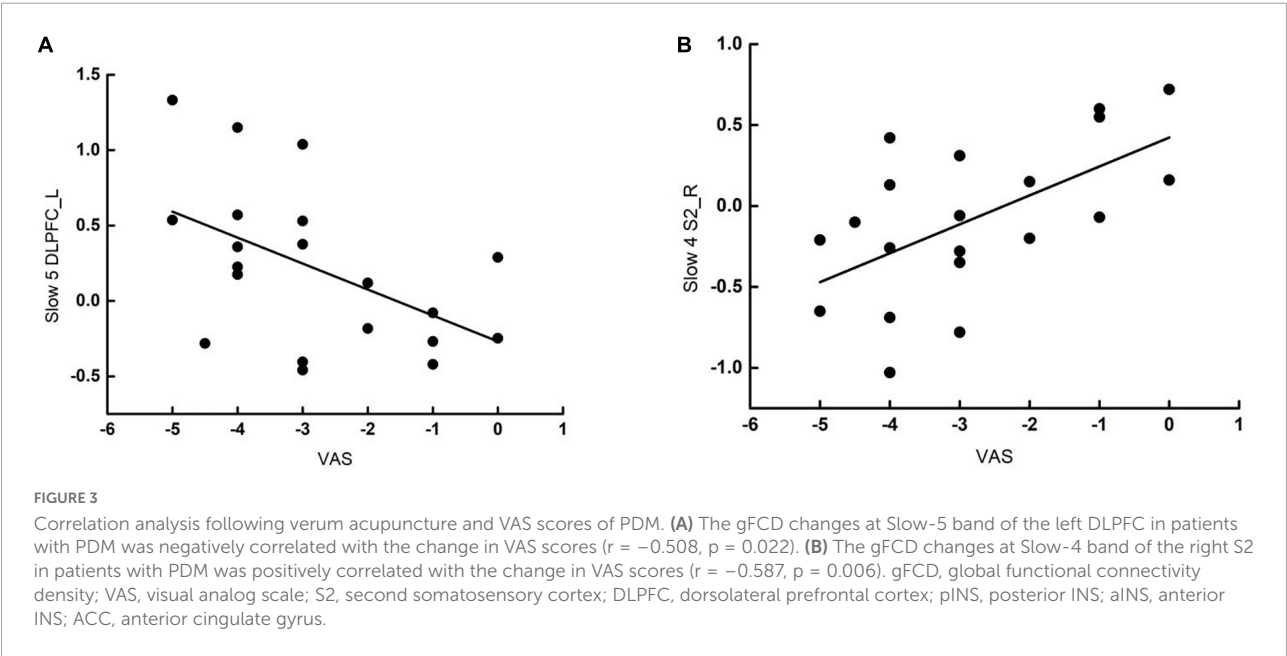 A
1.5
1.0
0.5
0.0
-0.5
-6 -5 -4 -3 -2 -1 0 1
Slow 5 DLPFC_L
VAS
B
1.0
0.5
0.0
-0.5
-1.0
-6 -5 -4 -3 -2 -1 0 1
Slow 4 S2_R
VAS
FIGURE 3
Correlation analysis following verum acupuncture and VAS scores of PDM. (A) The gFCD changes at Slow-5 band of the left DLPFC in patients
with PDM was negatively correlated with the change in VAS scores (r = −0.508, p = 0.022). (B) The gFCD changes at Slow-4 band of the right S2
in patients with PDM was positively correlated with the change in VAS scores (r = −0.587, p = 0.006). gFCD, global functional connectivity
density; VAS, visual analog scale; S2, second somatosensory cortex; DLPFC, dorsolateral prefrontal cortex; pINS, posterior INS; aINS, anterior
INS; ACC, anterior cingulate gyrus.